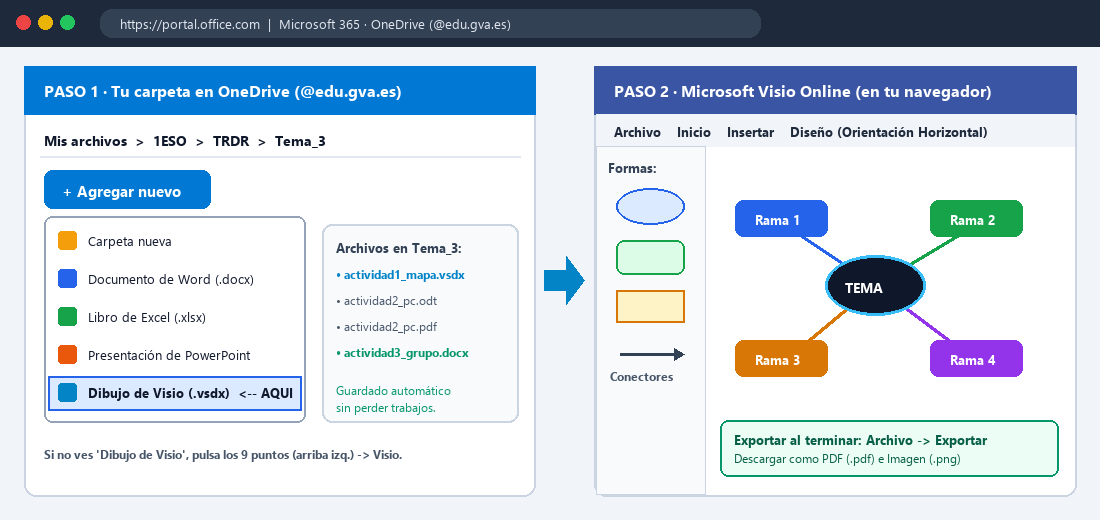 https://portal.office.com | Microsoft 365 · OneDrive (@edu.gva.es)
PASO 1 · Tu carpeta en OneDrive (@edu.gva.es)
Mis archivos > 1ESO > TRDR > Tema_3
+ Agregar nuevo
Carpeta nueva
Documento de Word (.docx)
Libro de Excel (.xlsx)
Presentación de PowerPoint
Dibujo de Visio (.vsdx) <-- AQUI
Archivos en Tema_3:
• actividad1_mapa.vsdx
• actividad2_pc.odt
• actividad2_pc.pdf
• actividad3_grupo.docx
Guardado automático
sin perder trabajos.
Si no ves 'Dibujo de Visio', pulsa los 9 puntos (arriba izq.) -> Visio.
PASO 2 · Microsoft Visio Online (en tu navegador)
Archivo Inicio Insertar Diseño (Orientación Horizontal)
Formas:
Conectores
Rama 1
Rama 2
TEMA
Rama 3
Rama 4
Exportar al terminar: Archivo -> Exportar
Descargar como PDF (.pdf) e Imagen (.png)